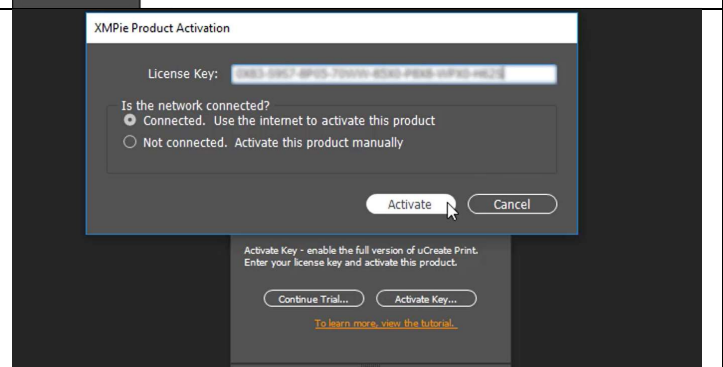 XMPie Product Activation
License Key:
Is the network connected?
Connected. Use the internet to activate this product
Not connected. Activate this product manually
Activate
Cancel
Activate Key - enable the full version of uCreate Print.
Enter your license key and activate this product.
Continue Trial...
Activate Key...
To learn more, view the tutorial.